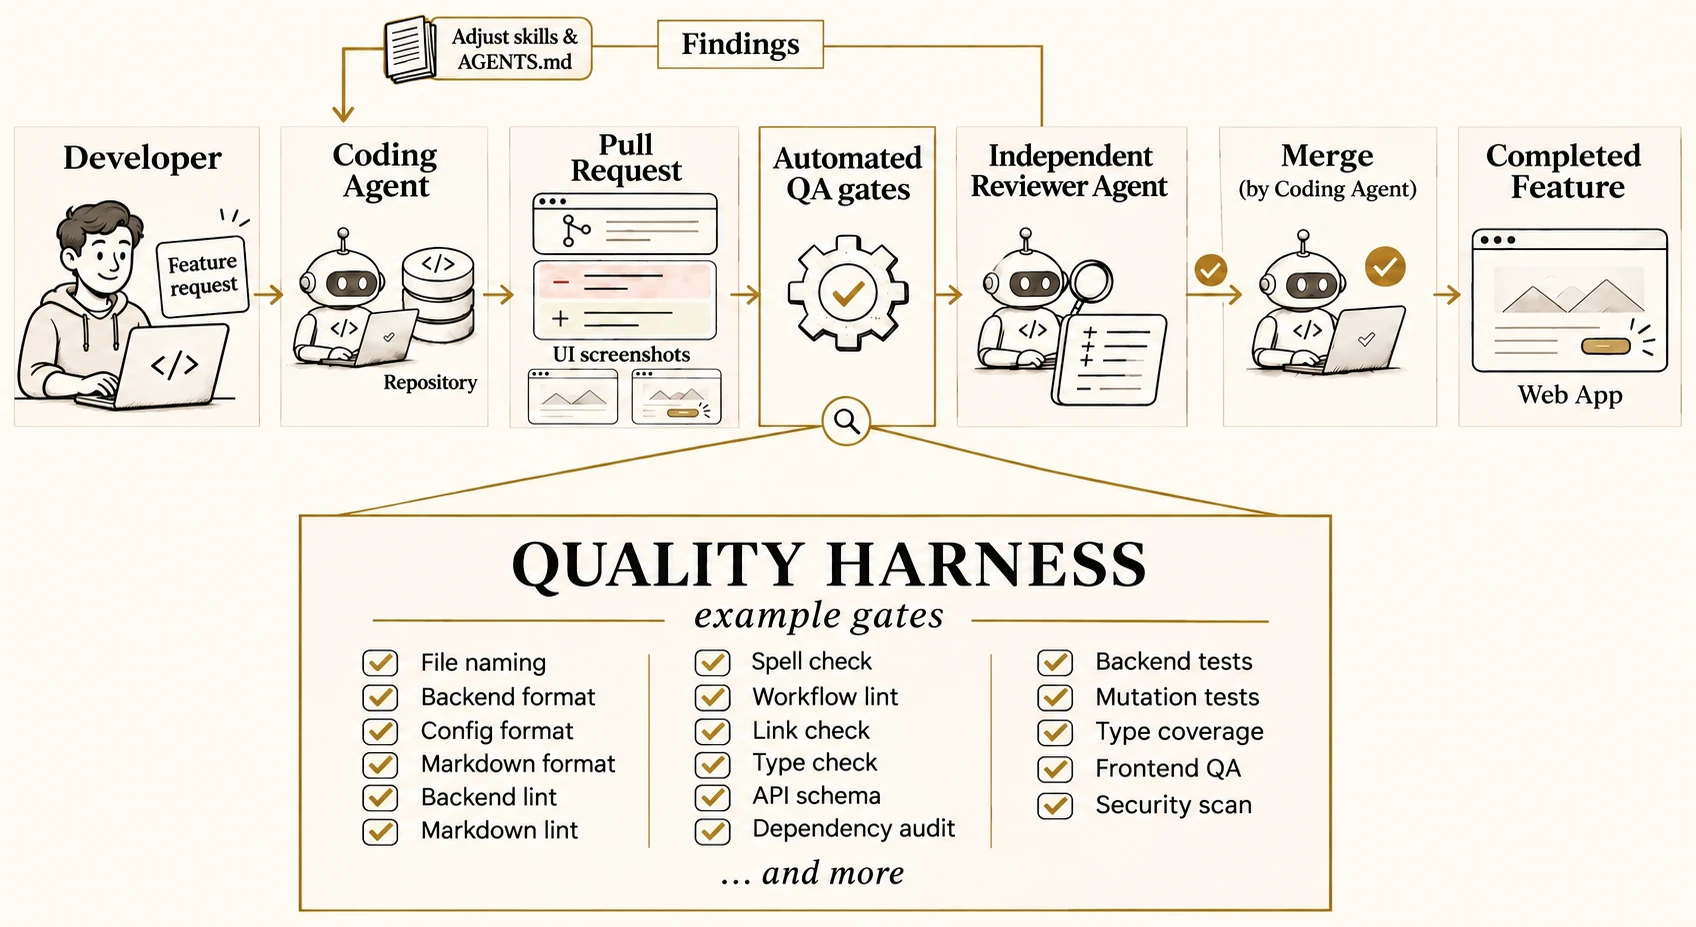 Adjust skills &
AGENTS.md
Findings
Developer
Feature
request
</>
Coding
Agent
</>
</>
Repository
Pull
Request
UI screenshots
Automated
QA gates
Independent
Reviewer Agent
</>
Merge
(by Coding Agent)
</>
Completed
Feature
Web App
QUALITY HARNESS
example gates
File naming
Backend format
Config format
Markdown format
Backend lint
Markdown lint
Spell check
Workflow lint
Link check
Type check
API schema
Dependency audit
Backend tests
Mutation tests
Type coverage
Frontend QA
Security scan
... and more